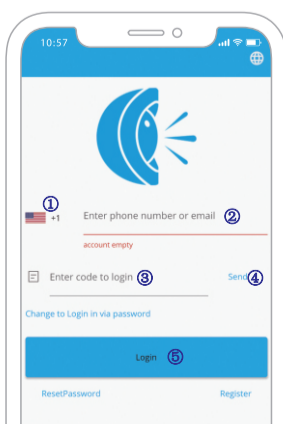 10:57
①
+1
Enter phone number or email ②
account empty
Enter code to login ③
Send ④
Change to Login in via password
Login ⑤
ResetPassword Register